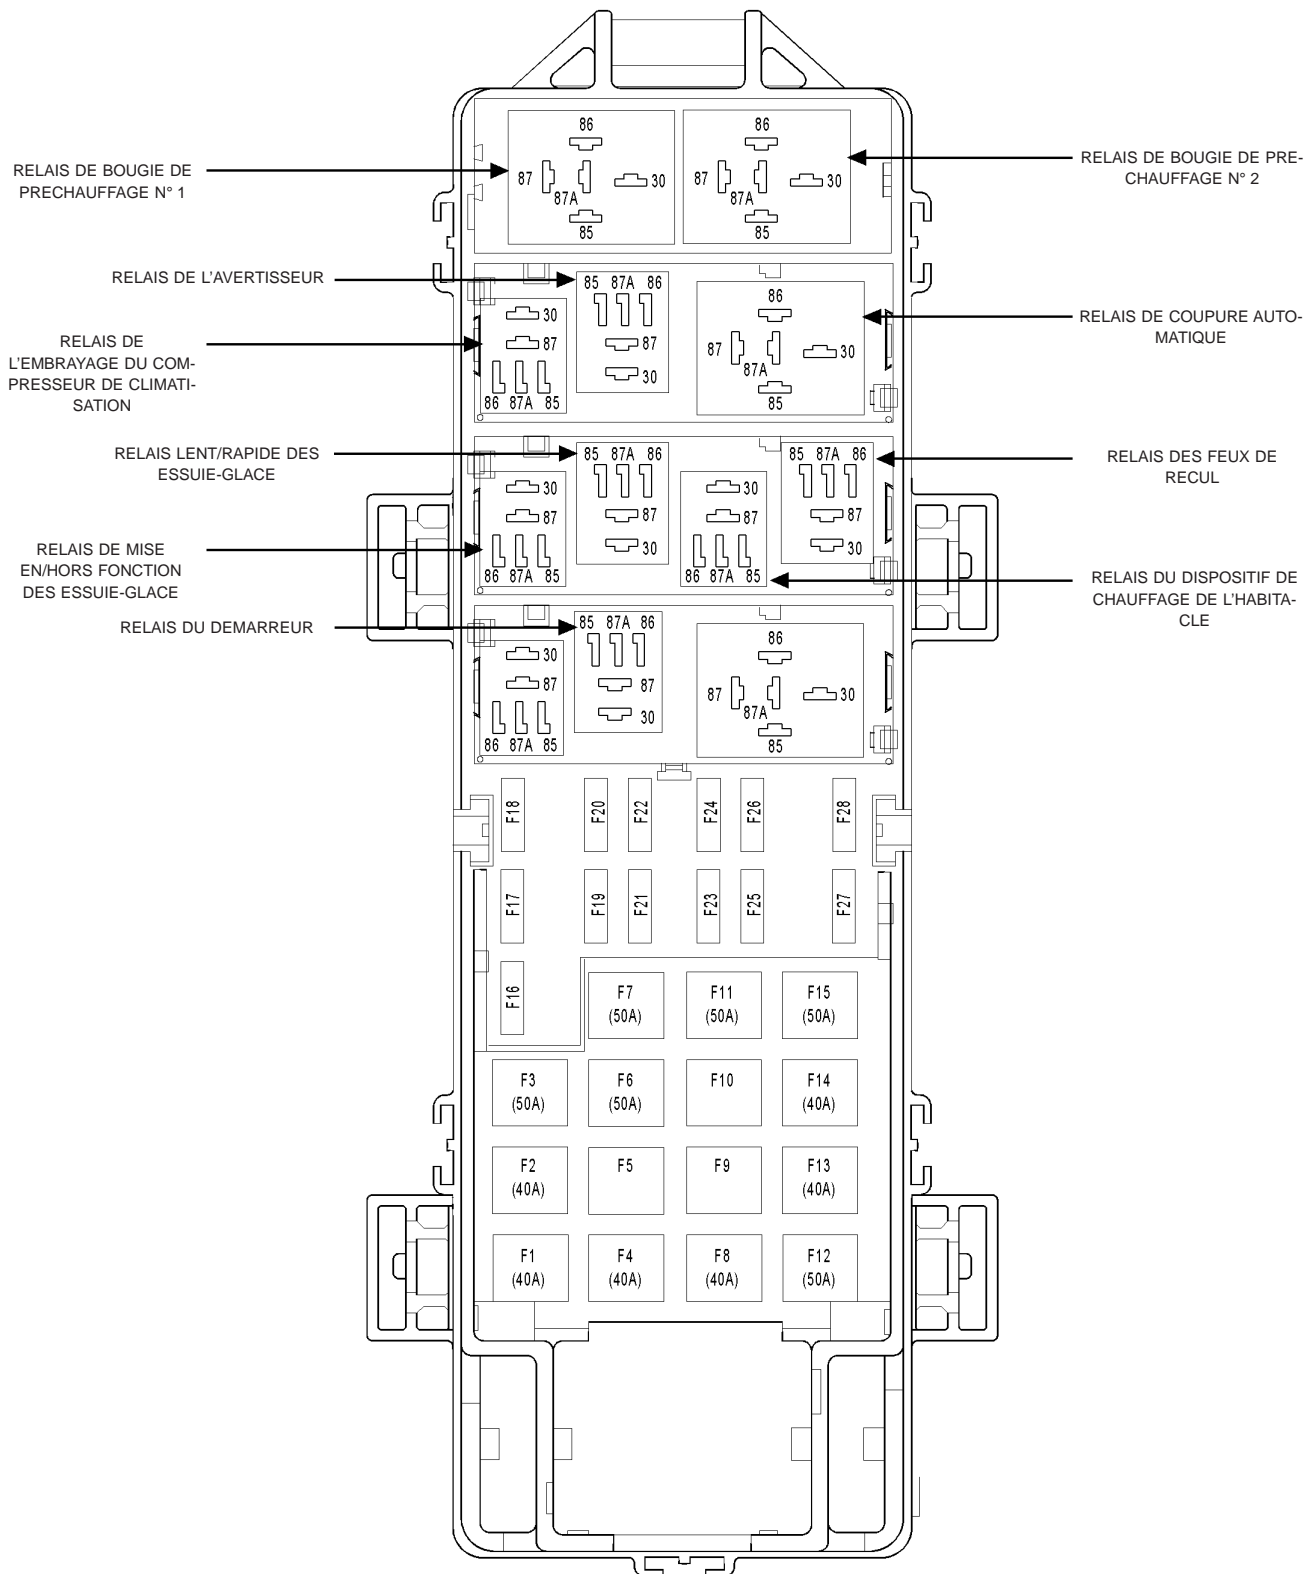 86
86
RELAIS DE BOUGIE DE
PRECHAUFFAGE N° 1
87
30
87A
85
87
30
87A
85
RELAIS DE BOUGIE DE PRE-
CHAUFFAGE N° 2
RELAIS DE L'AVERTISSEUR
85 87A 86
87
30
RELAIS DE
L'EMBRAYAGE DU COM-
PRESSEUR DE CLIMATI-
SATION
30
87
86 87A 85
86
87
30
87A
85
RELAIS DE COUPURE AUTO-
MATIQUE
RELAIS LENT/RAPIDE DES
ESSUIE-GLACE
85 87A 86
87
30
85 87A 86
87
30
RELAIS DES FEUX DE
RECUL
RELAIS DE MISE
EN/HORS FONCTION
DES ESSUIE-GLACE
30
87
86 87A 85
30
87
86 87A 85
RELAIS DU DISPOSITIF DE
CHAUFFAGE DE L'HABITA-
CLE
RELAIS DU DEMARREUR
85 87A 86
87
30
30
87
86 87A 85
86
87
30
87A
85
F18
F20
F22
F24
F26
F28
F17
F19
F21
F23
F25
F27
F16
F7
(50A)
F11
(50A)
F15
(50A)
F3
(50A)
F6
(50A)
F10
F14
(40A)
F2
(40A)
F5
F9
F13
(40A)
F1
(40A)
F4
(40A)
F8
(40A)
F12
(50A)